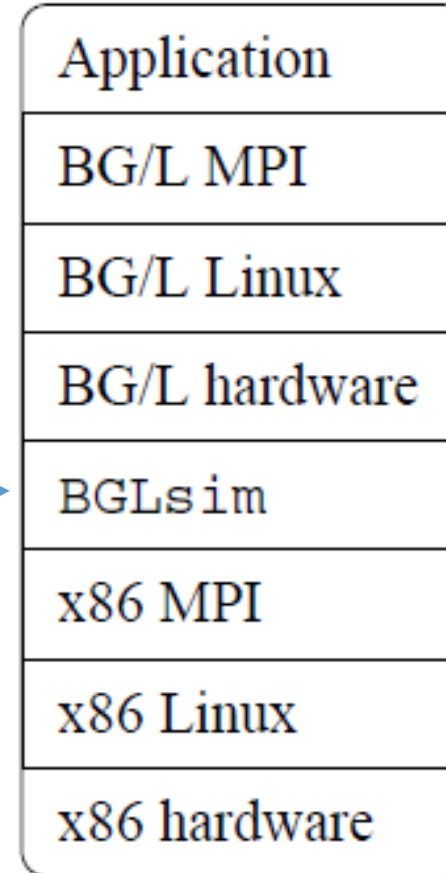 Application
BG/L MPI
BG/L Linux
BG/L hardware
BGLsim
x86 MPI
x86 Linux
x86 hardware